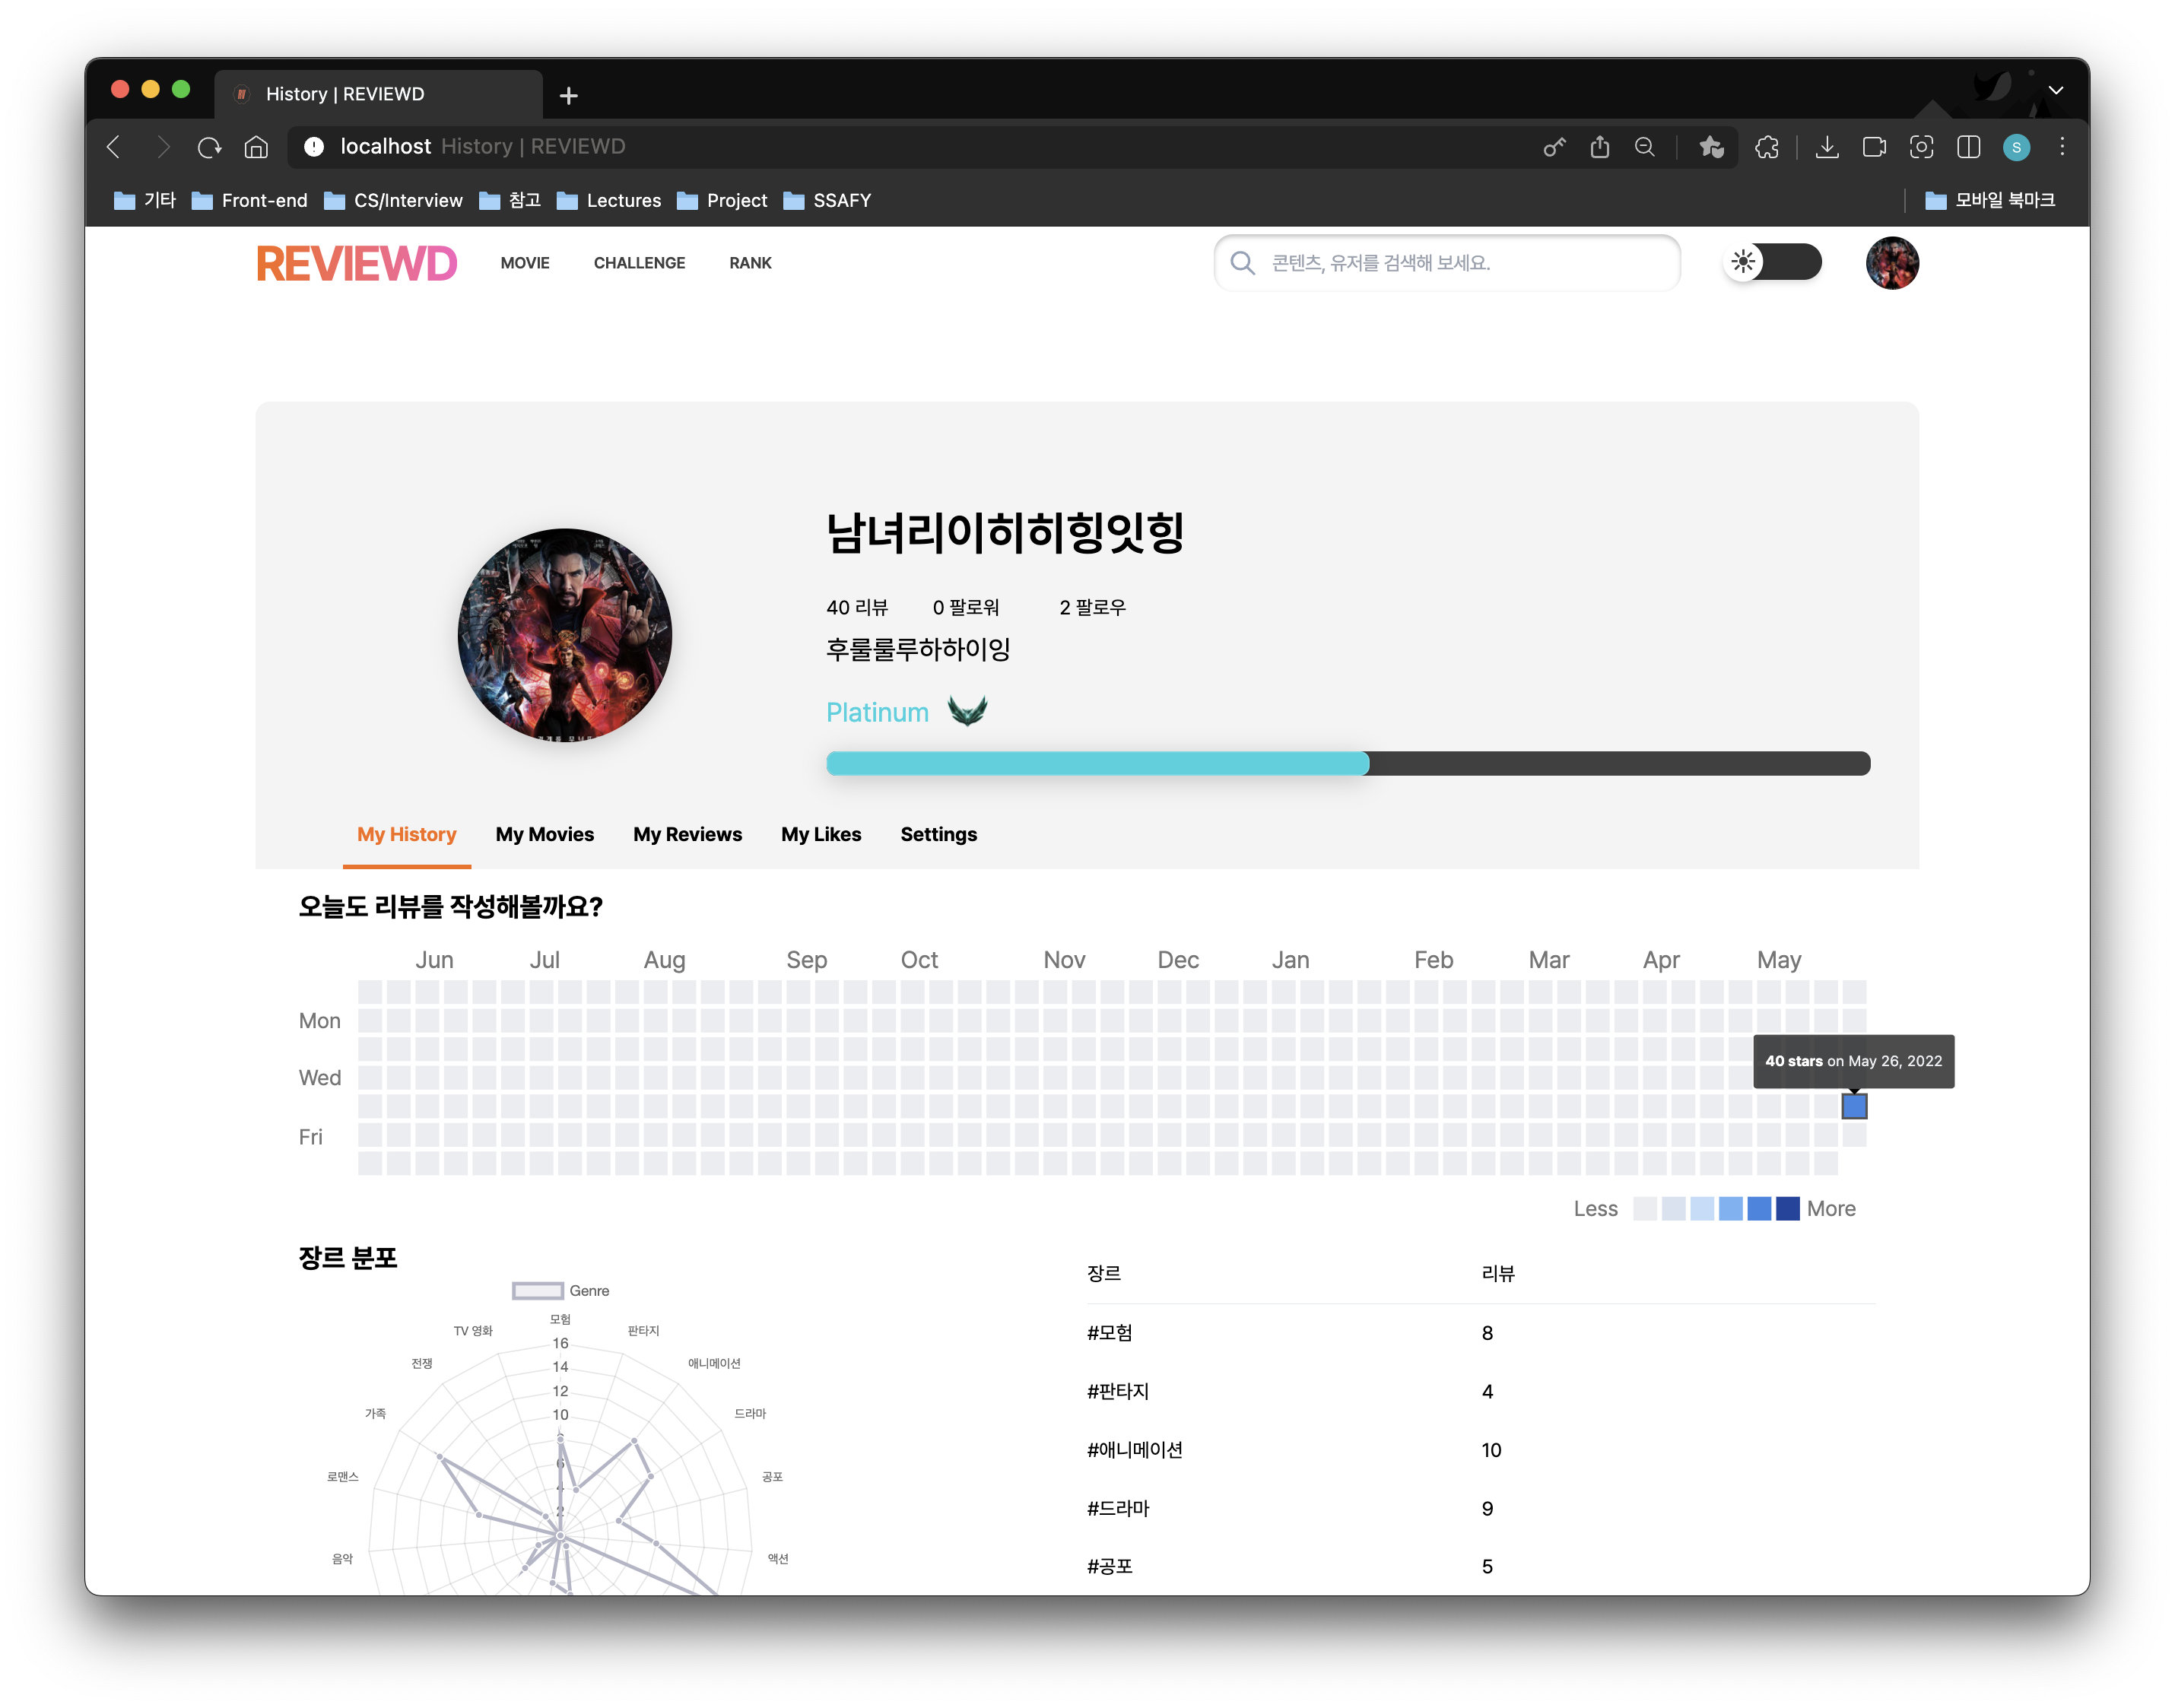 History | REVIEWD
localhost History | REVIEWD
S
기타 Front-end CS/Interview 참고 Lectures Project SSAFY 모바일 북마크
REVIEWD MOVIE CHALLENGE RANK 콘텐츠, 유저를 검색해 보세요.
남녀리이히히힝잇힝
40 리뷰 0 팔로워 2 팔로우
후룰룰루하하이잉
Platinum
My History My Movies My Reviews My Likes Settings
오늘도 리뷰를 작성해볼까요?
Jun Jul Aug Sep Oct Nov Dec Jan Feb Mar Apr May
Mon
40 stars on May 26, 2022
Wed
Fri
Less More
장르 분포
Genre
모험
TV 영화 판타지
전쟁 애니메이션
가족 드라마
로맨스 공포
음악 액션
16
14
12
10
8
6
4
2
장르 리뷰
#모험 8
#판타지 4
#애니메이션 10
#드라마 9
#공포 5